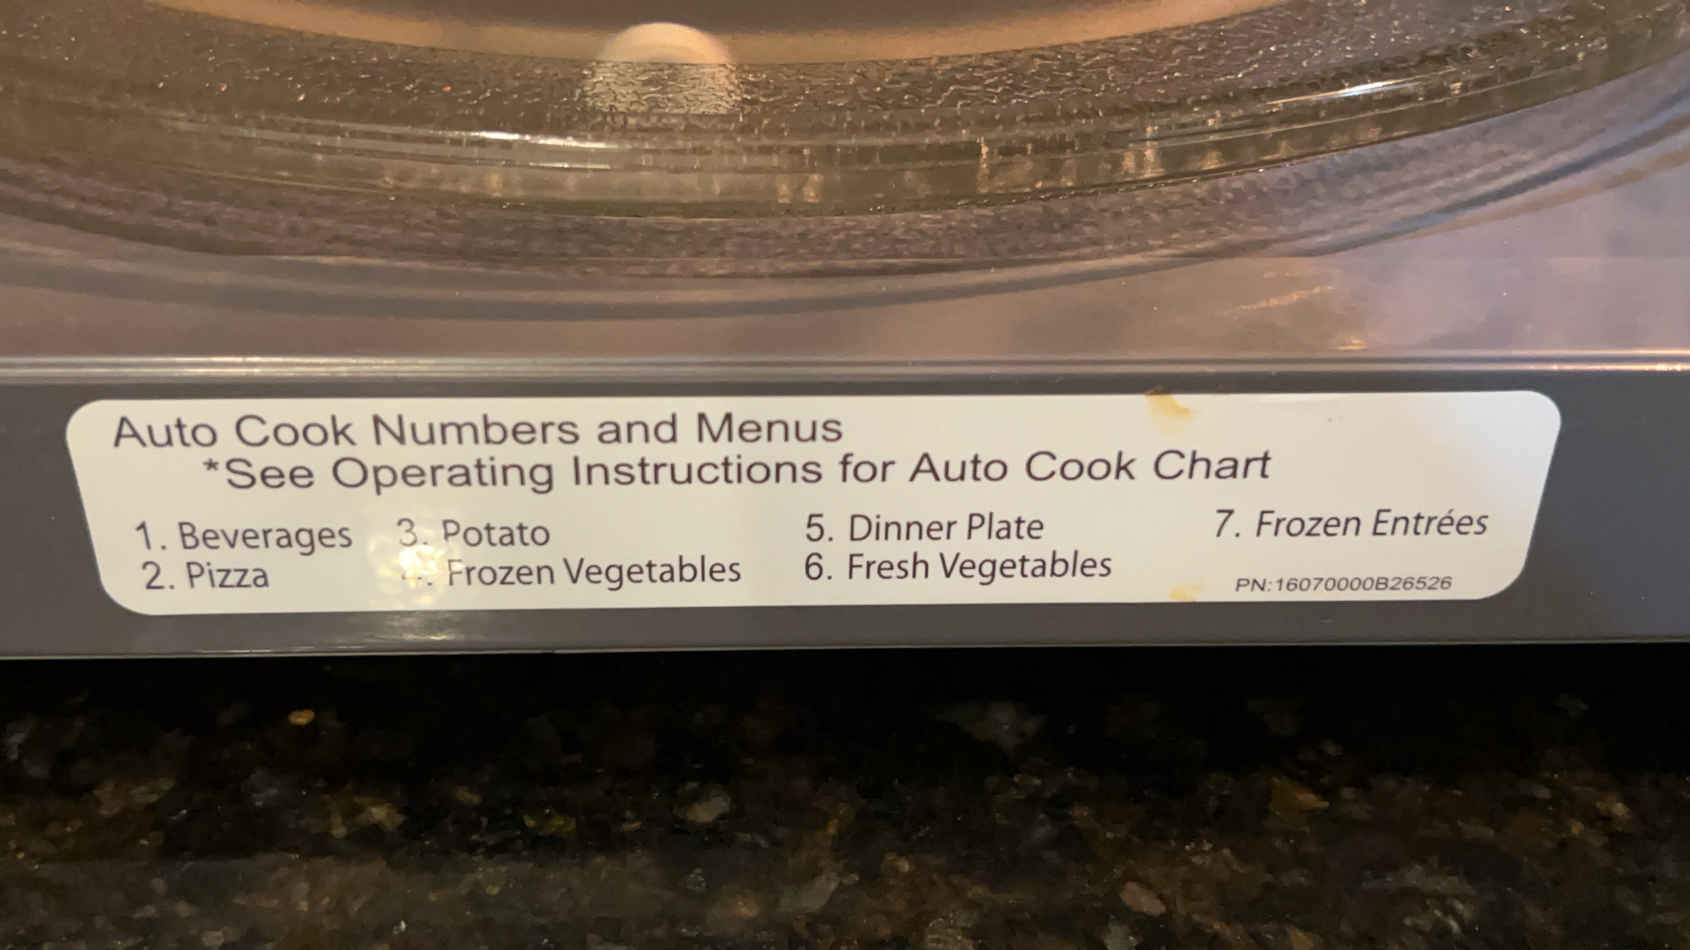 Auto Cook Numbers and Menus
*See Operating Instructions for Auto Cook Chart
1. Beverages
2. Pizza
3. Potato
Frozen Vegetables
5. Dinner Plate
6. Fresh Vegetables
7. Frozen Entrées
PN:16070000B26526